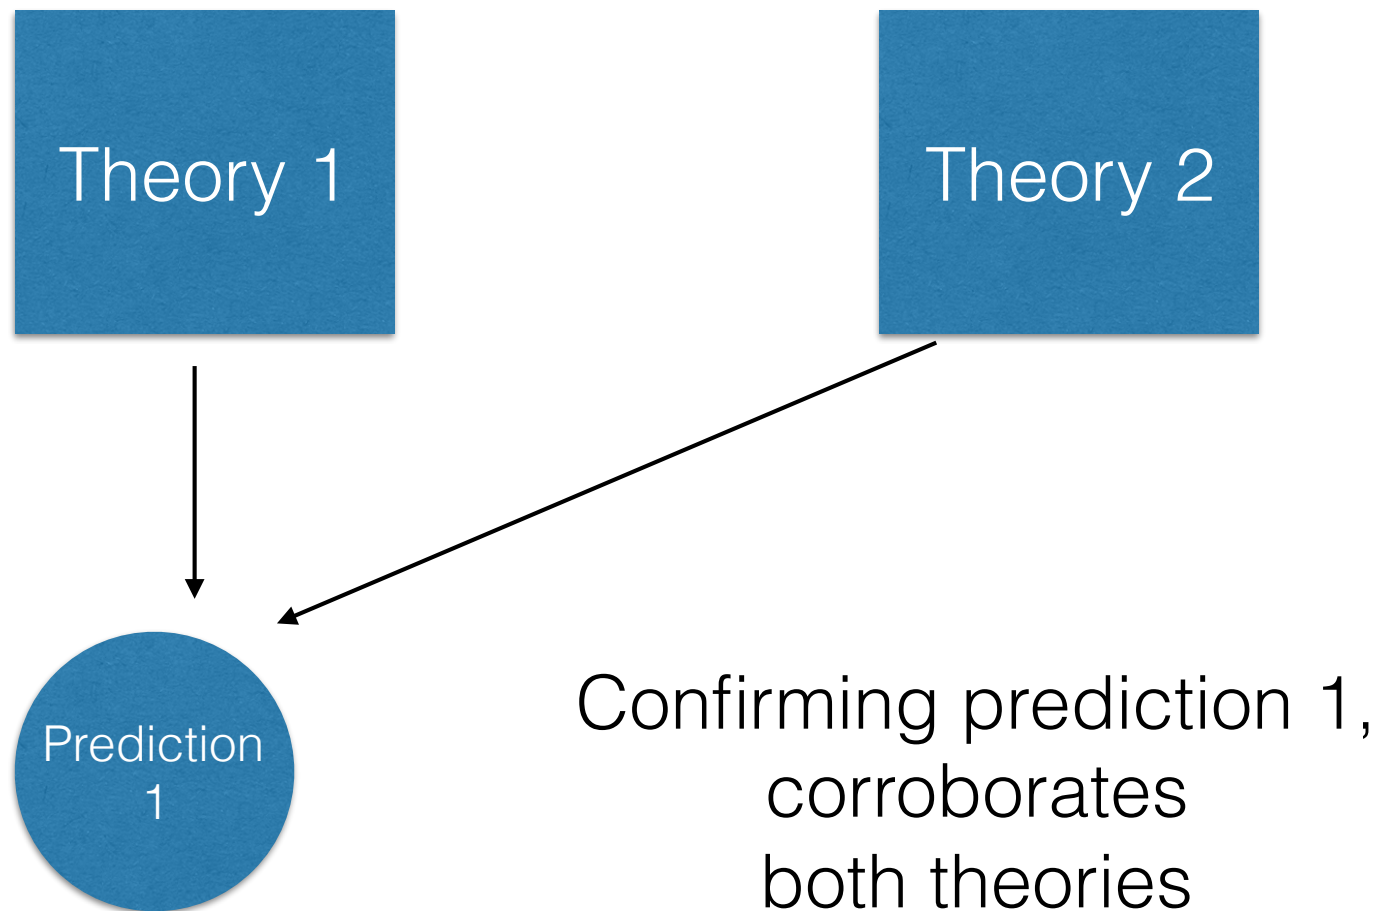 Theory 1
Theory 2
Prediction
1
Confirming prediction 1,
corroborates
both theories